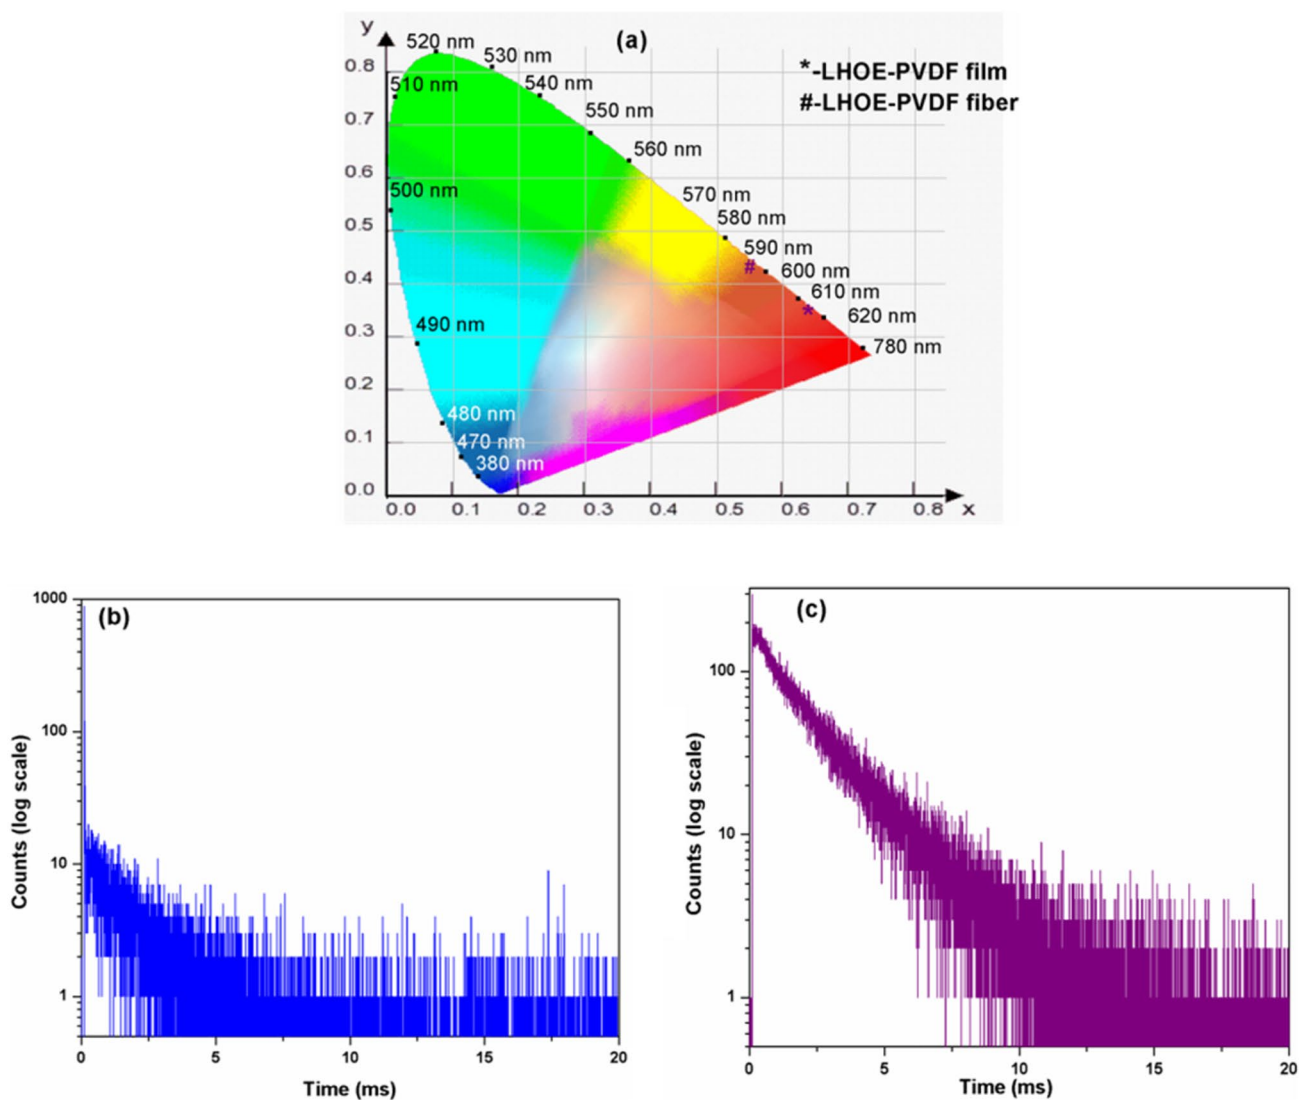 y
(a)
520 nm
530 nm
*-LHOE-PVDF film
0.8
510 nm
540 nm
#-LHOE-PVDF fiber
550 nm
0.7
560 nm
0.6
500 nm
570 nm
580 nm
0.5
590 nm
#
600 nm
0.4
610 nm
*
620 nm
490 nm
0.3
780 nm
0.2
480 nm
0.1
470 nm
380 nm
0.0
0.0 0.1 0.2 0.3 0.4 0.5 0.6 0.7 0.8 x
(b)
1000
100
10
1
Counts (log scale)
0 5 10 15 20
Time (ms)
(c)
100
10
1
Counts (log scale)
0 5 10 15 20
Time (ms)